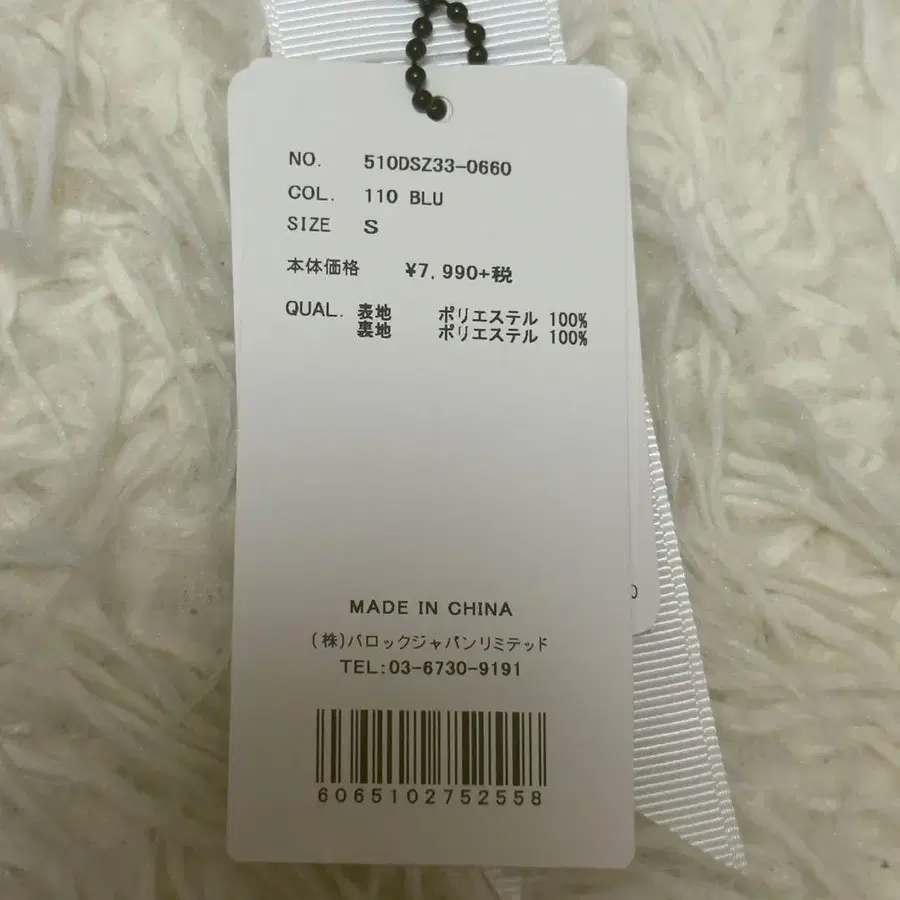 NO. 510DSZ33-0660
COL. 110 BLU
SIZE S
本体価格 ¥7,990+税
QUAL. 表地 ポリエステル 100%
裏地 ポリエステル 100%
MADE IN CHINA
(株)バロックジャパンリミテッド
TEL:03-6730-9191
6065102752558